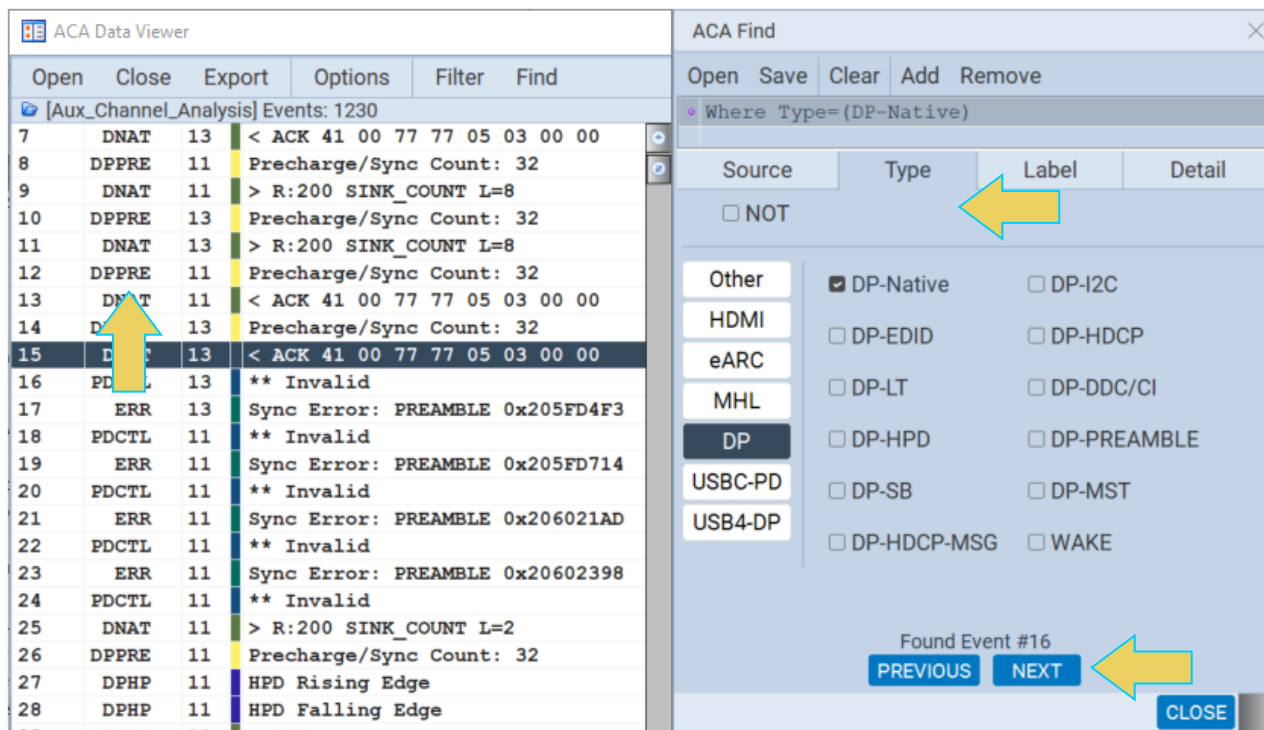 ACA Data Viewer
Open Close Export Options Filter Find
[Aux_Channel_Analysis] Events: 1230
7 DNAT 13 < ACK 41 00 77 77 05 03 00 00
8 DPPRE 11 Precharge/Sync Count: 32
9 DNAT 11 > R:200 SINK_COUNT L=8
10 DPPRE 13 Precharge/Sync Count: 32
11 DNAT 13 > R:200 SINK_COUNT L=8
12 DPPRE 11 Precharge/Sync Count: 32
13 DNAT 11 < ACK 41 00 77 77 05 03 00 00
14 13 Precharge/Sync Count: 32
15 13 < ACK 41 00 77 77 05 03 00 00
16 13 ** Invalid
17 ERR 13 Sync Error: PREAMBLE 0x205FD4F3
18 PDCTL 11 ** Invalid
19 ERR 11 Sync Error: PREAMBLE 0x205FD714
20 PDCTL 11 ** Invalid
21 ERR 11 Sync Error: PREAMBLE 0x206021AD
22 PDCTL 11 ** Invalid
23 ERR 11 Sync Error: PREAMBLE 0x20602398
24 PDCTL 11 ** Invalid
25 DNAT 11 > R:200 SINK_COUNT L=2
26 DPPRE 11 Precharge/Sync Count: 32
27 DPHP 11 HPD Rising Edge
28 DPHP 11 HPD Falling Edge
ACA Find
Open Save Clear Add Remove
Where Type=(DP-Native)
Source Type Label Detail
NOT
Other
HDMI
eARC
MHL
DP
USBC-PD
USB4-DP
DP-Native DP-I2C
DP-EDID DP-HDCP
DP-LT DP-DDC/CI
DP-HPD DP-PREAMBLE
DP-SB DP-MST
DP-HDCP-MSG WAKE
Found Event #16
PREVIOUS NEXT
CLOSE